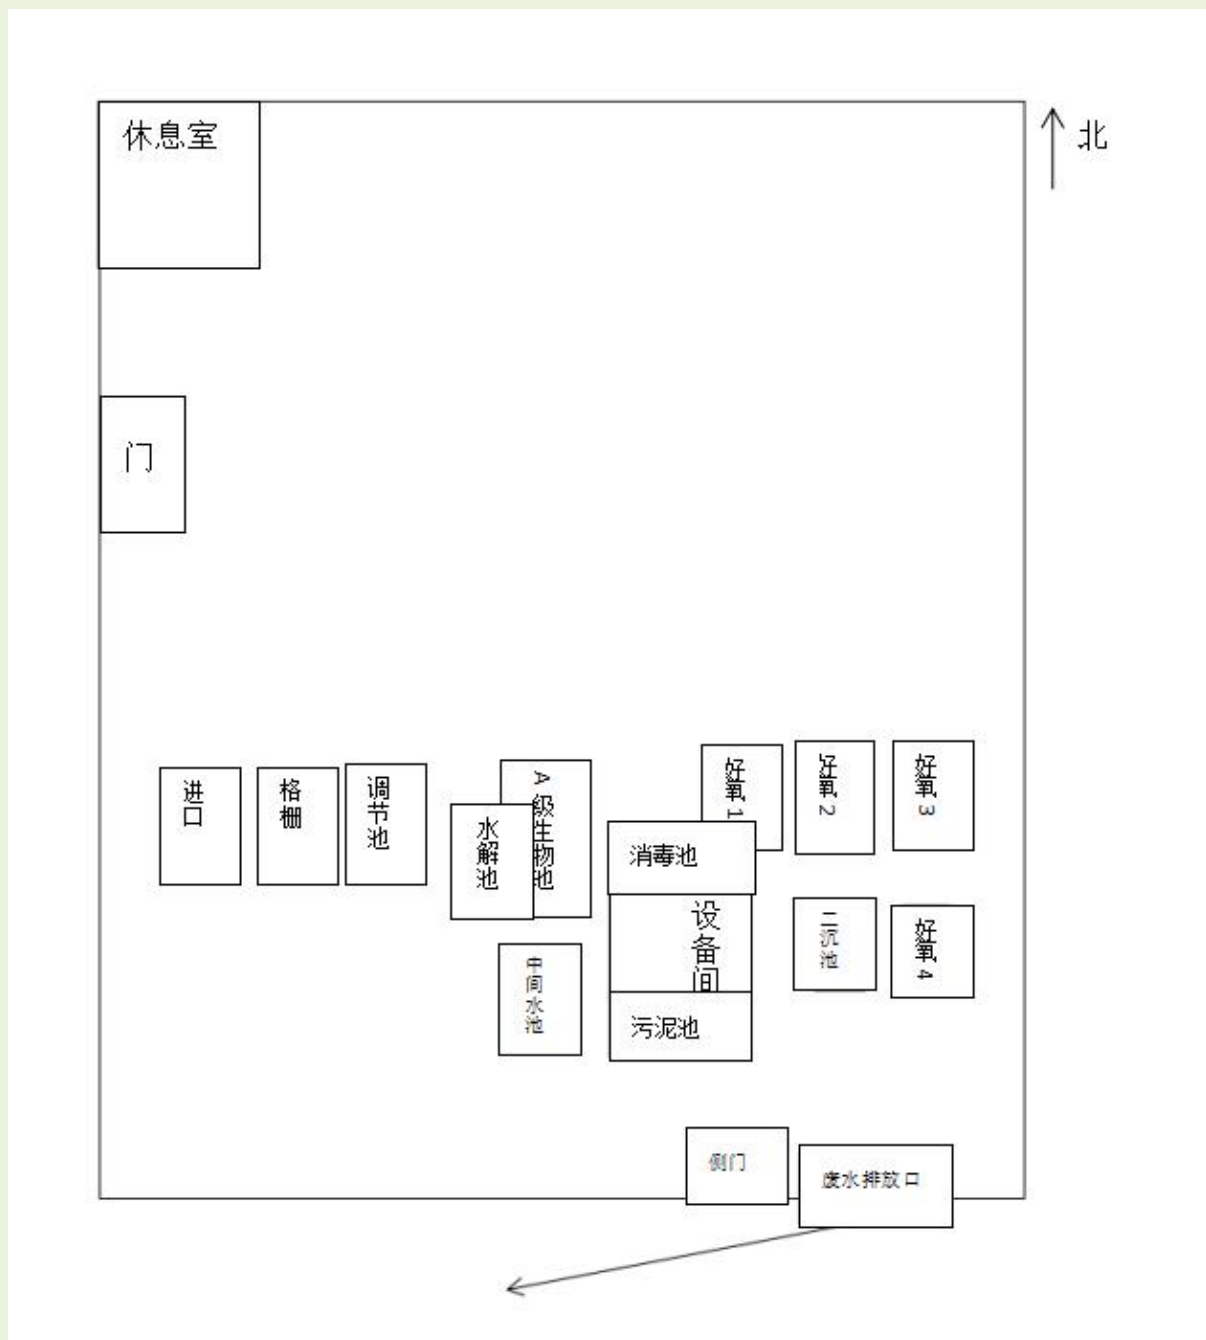 休息室
北
门
进口
格栅
调节池
水解池
A级生物池
好氧1
好氧2
好氧3
消毒池
设备间
污泥池
中间水池
二沉池
好氧4
侧门
废水排放口